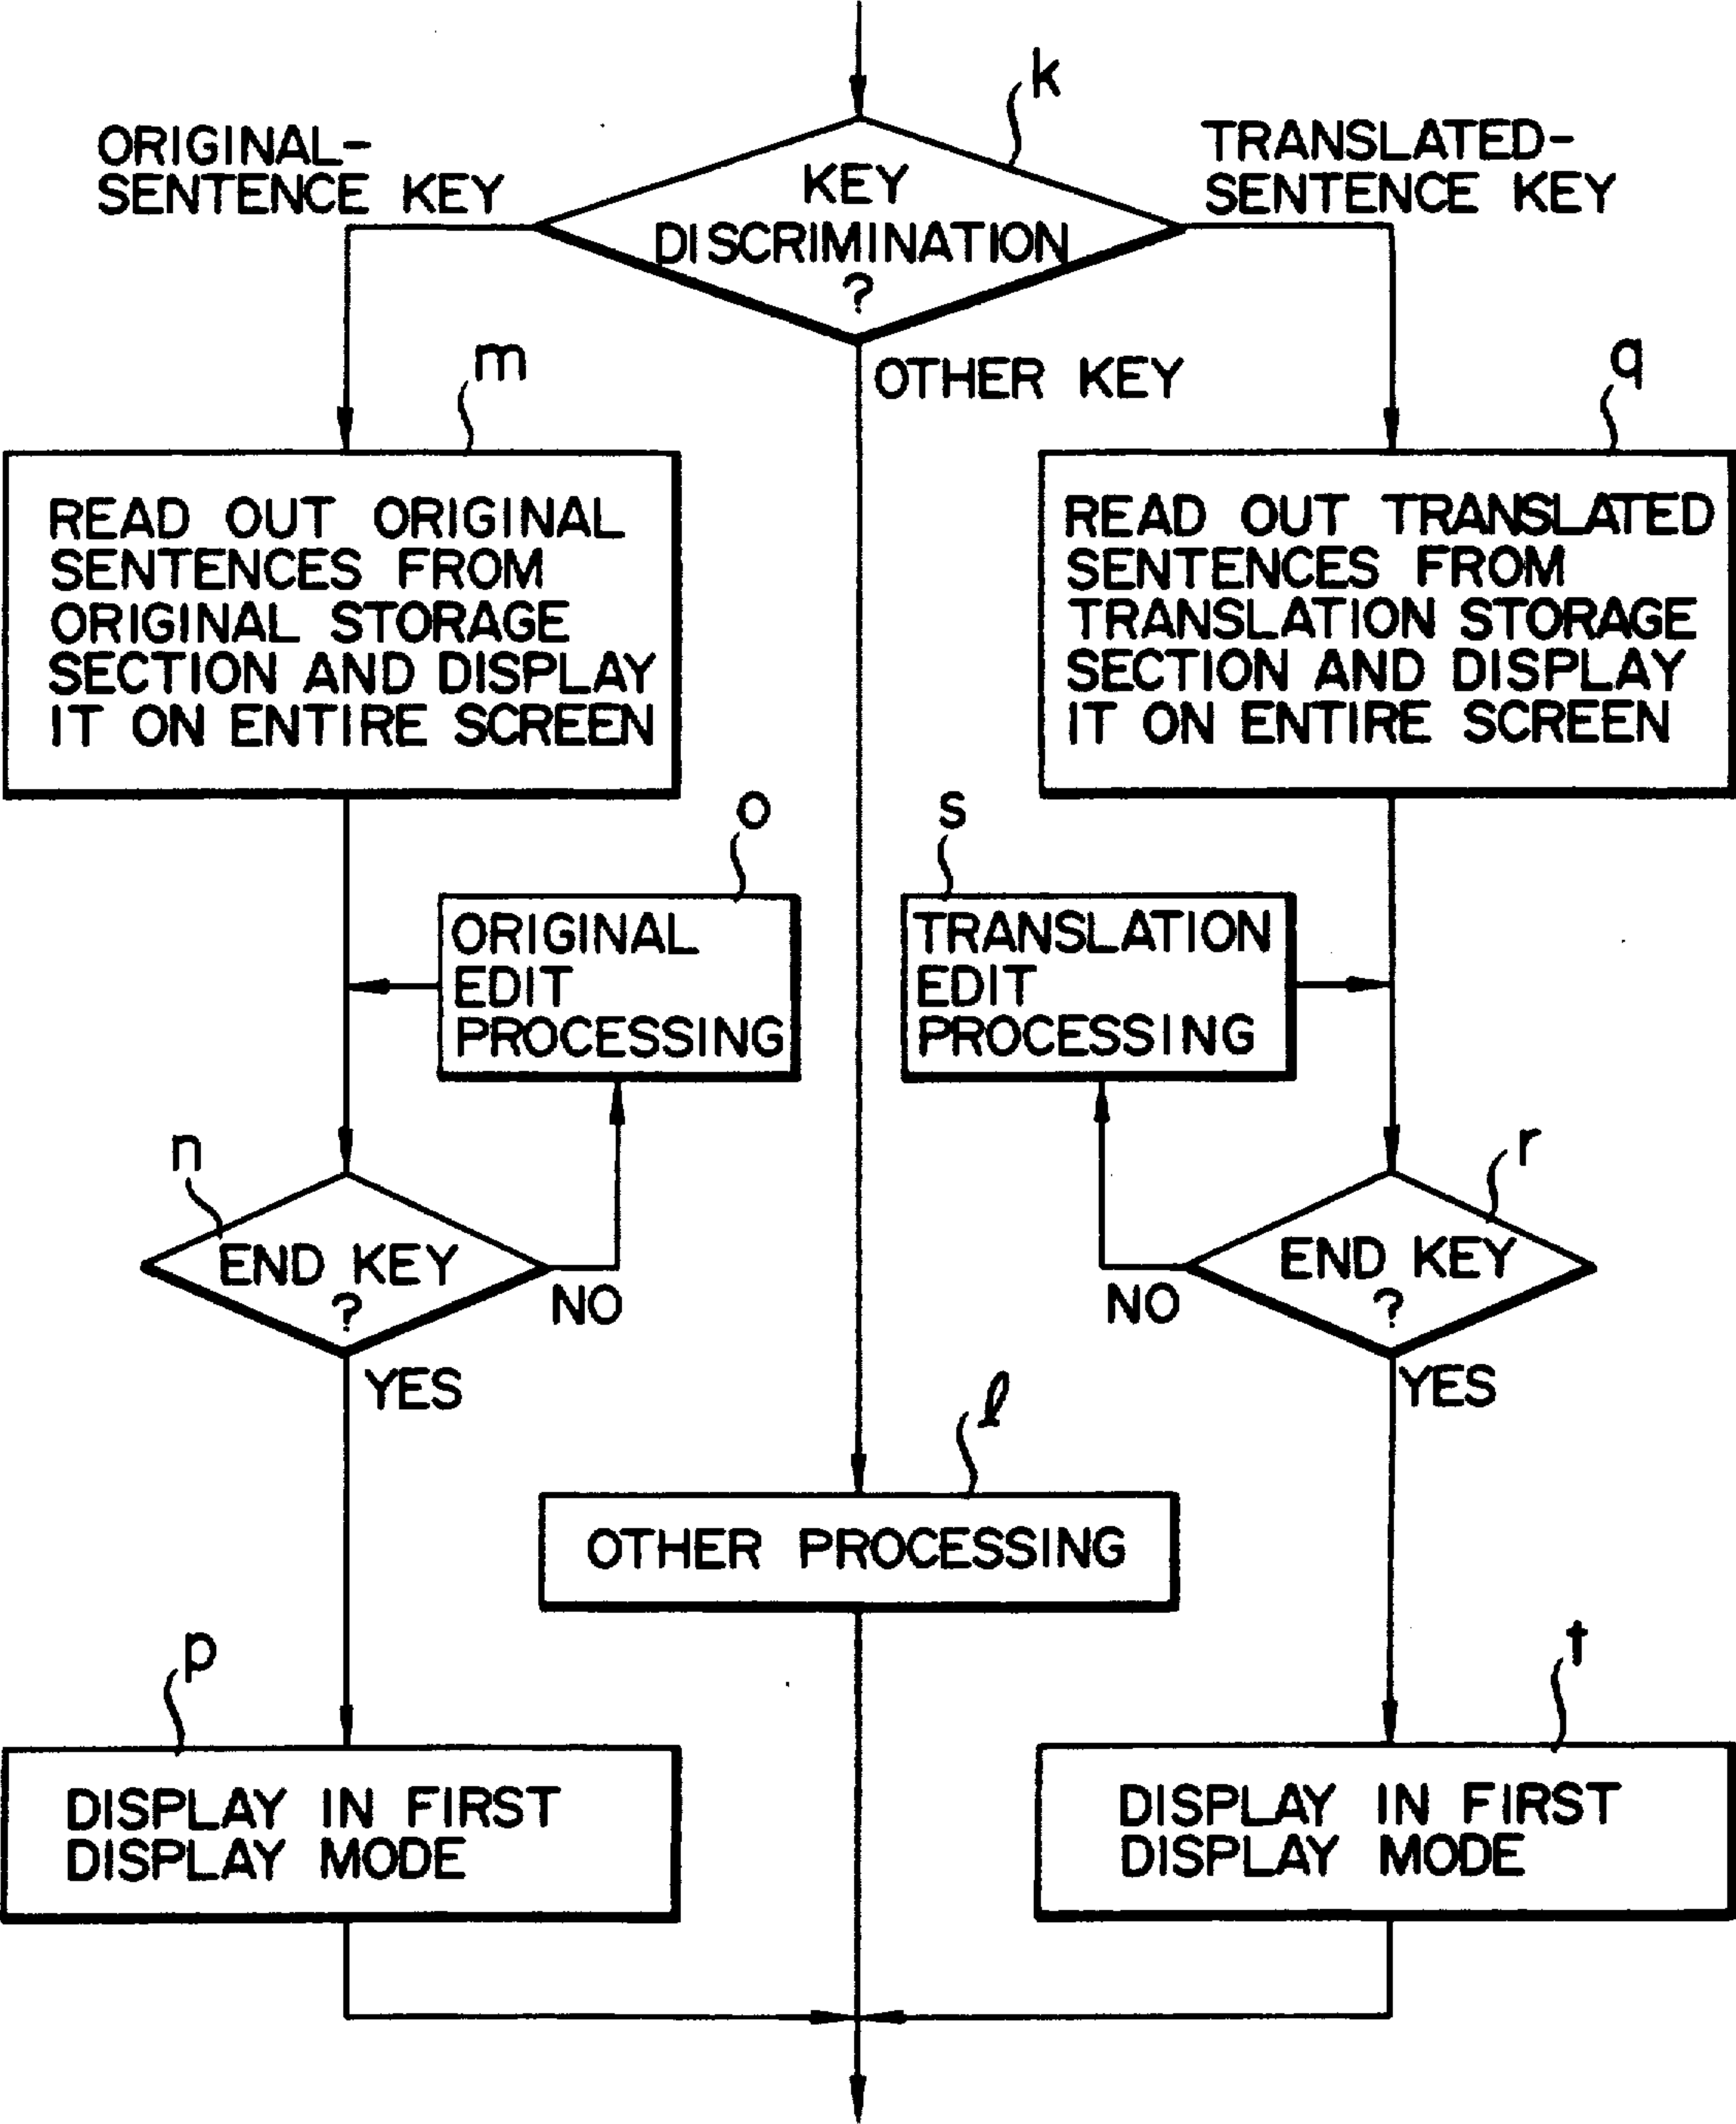 k
ORIGINAL-
SENTENCE KEY
KEY
DISCRIMINATION
?
TRANSLATED-
SENTENCE KEY
OTHER KEY
m
READ OUT ORIGINAL
SENTENCES FROM
ORIGINAL STORAGE
SECTION AND DISPLAY
IT ON ENTIRE SCREEN
q
READ OUT TRANSLATED
SENTENCES FROM
TRANSLATION STORAGE
SECTION AND DISPLAY
IT ON ENTIRE SCREEN
o
ORIGINAL
EDIT
PROCESSING
s
TRANSLATION
EDIT
PROCESSING
n
END KEY
?
NO
YES
r
END KEY
?
NO
YES
l
OTHER PROCESSING
p
DISPLAY IN FIRST
DISPLAY MODE
t
DISPLAY IN FIRST
DISPLAY MODE